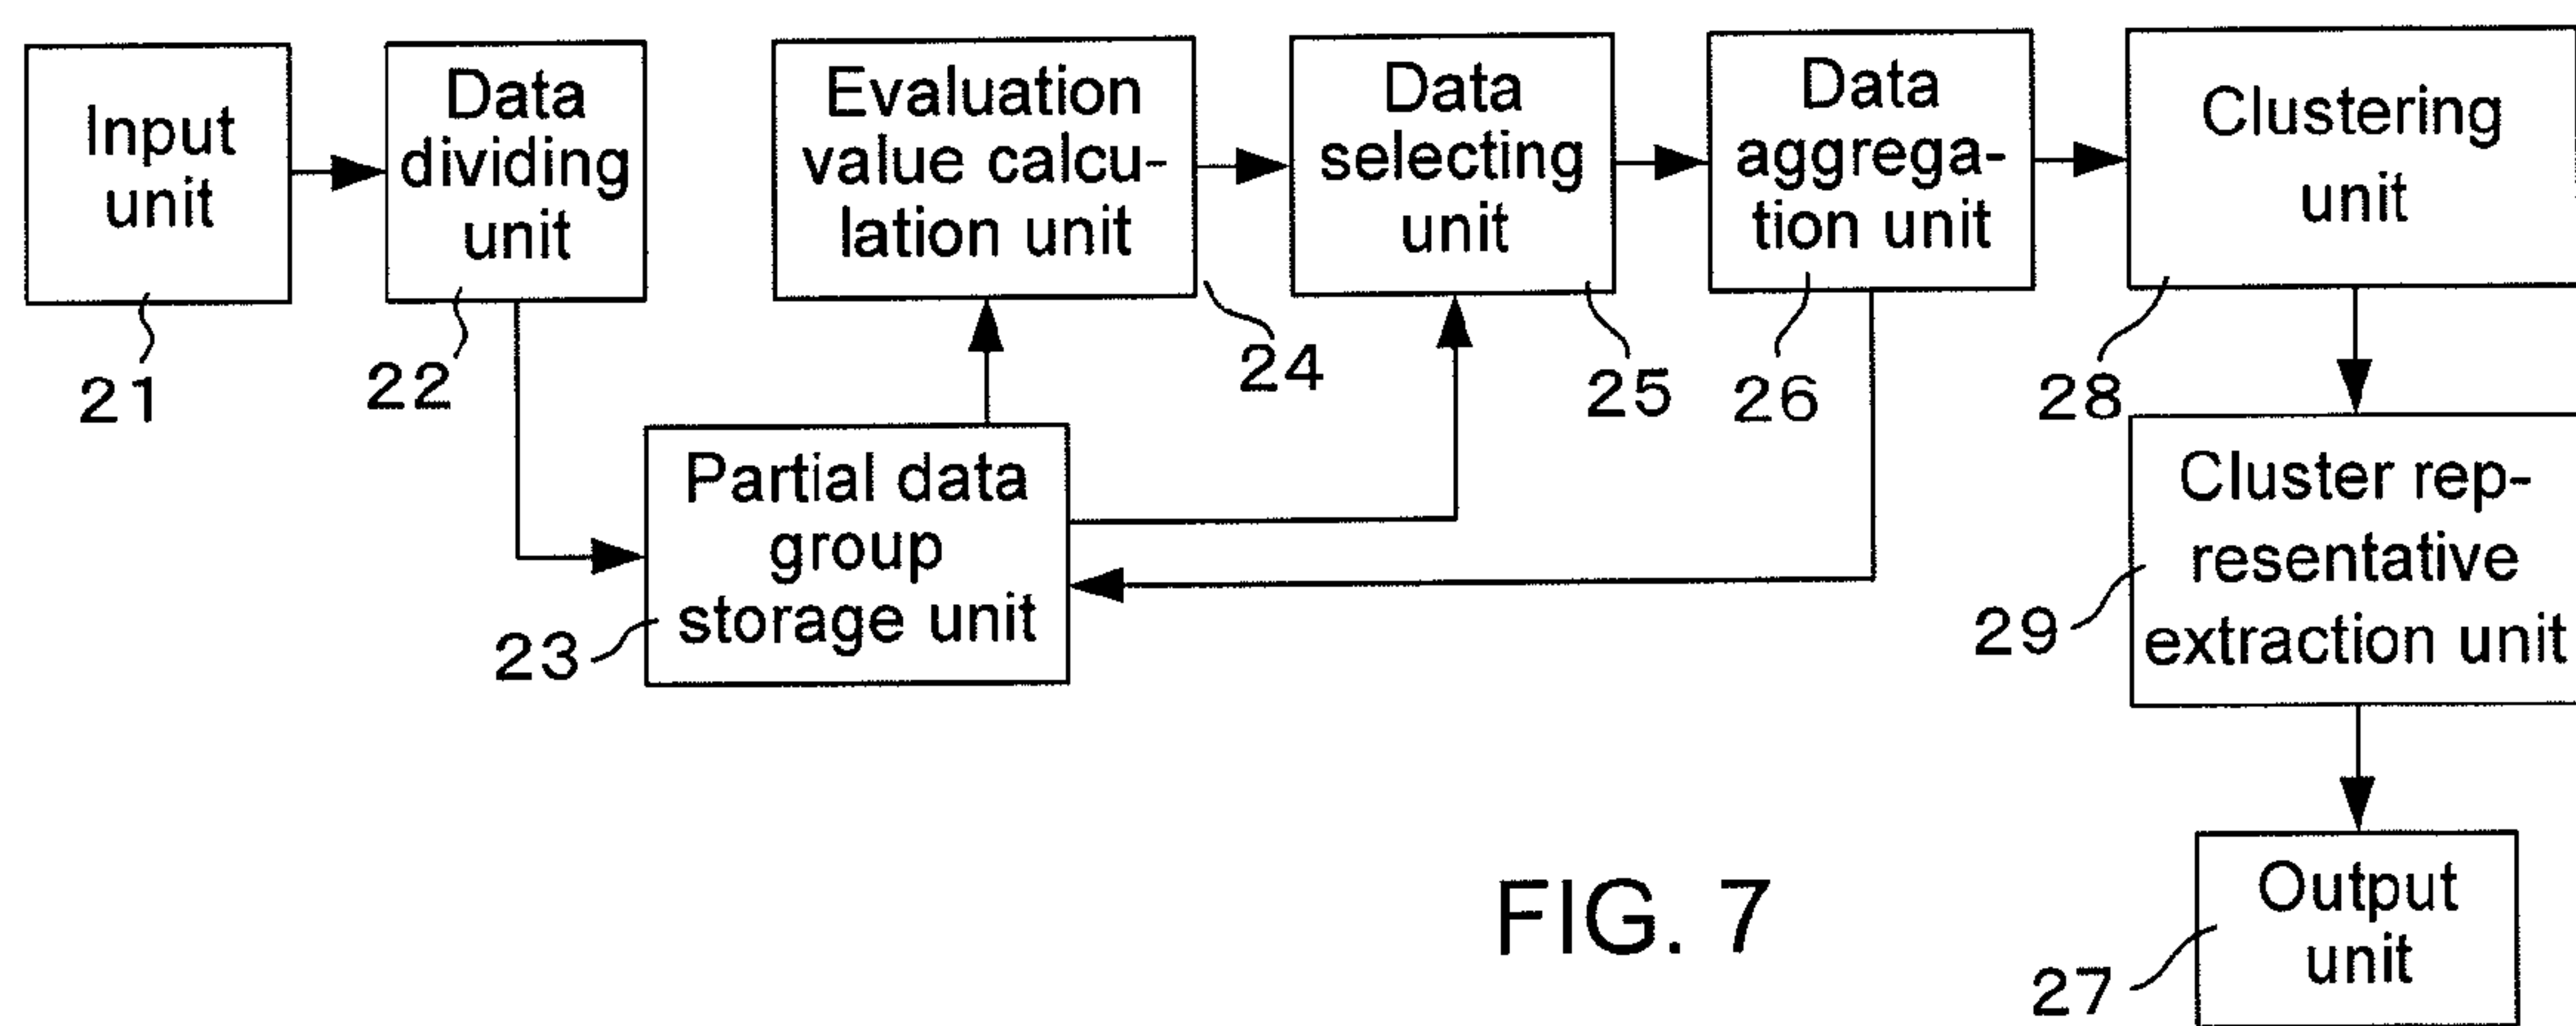 Input
unit
21
Data
dividing
unit
22
Evaluation
value calcu-
lation unit
24
Data
selecting
unit
25
Data
aggrega-
tion unit
26
Clustering
unit
28
Partial data
group
storage unit
23
Cluster rep-
resentative
extraction unit
29
Output
unit
27
FIG. 7